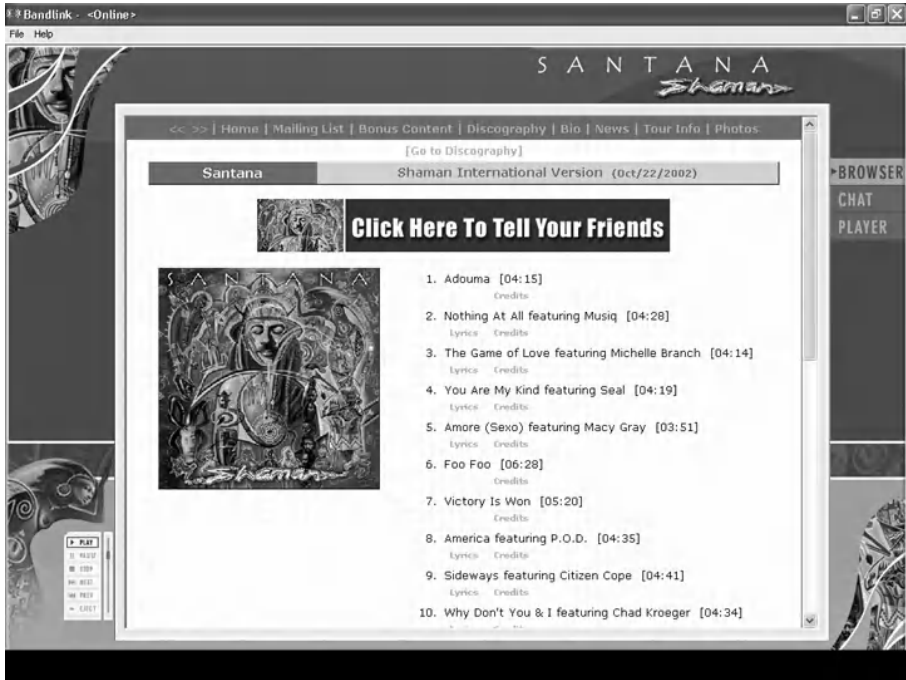 Bandlink - <Online>
File Help
SANTANA
Shaman
<< >> | Home | Mailing List | Bonus Content | Discography | Bio | News | Tour Info | Photos
[Go to Discography]
Santana Shaman International Version (Oct/22/2002)
BROWSER
CHAT
PLAYER
Click Here To Tell Your Friends
SANTANA
Shaman
1. Adouma [04:15]
Credits
2. Nothing At All featuring Musiq [04:28]
Lyrics Credits
3. The Game of Love featuring Michelle Branch [04:14]
Lyrics Credits
4. You Are My Kind featuring Seal [04:19]
Lyrics Credits
5. Amore (Sexo) featuring Macy Gray [03:51]
Lyrics Credits
6. Foo Foo [06:28]
Credits
7. Victory Is Won [05:20]
Credits
8. America featuring P.O.D. [04:35]
Lyrics Credits
9. Sideways featuring Citizen Cope [04:41]
Lyrics Credits
10. Why Don't You & I featuring Chad Kroeger [04:34]
PLAY
PAUSE
STOP
NEXT
PREV
EJECT